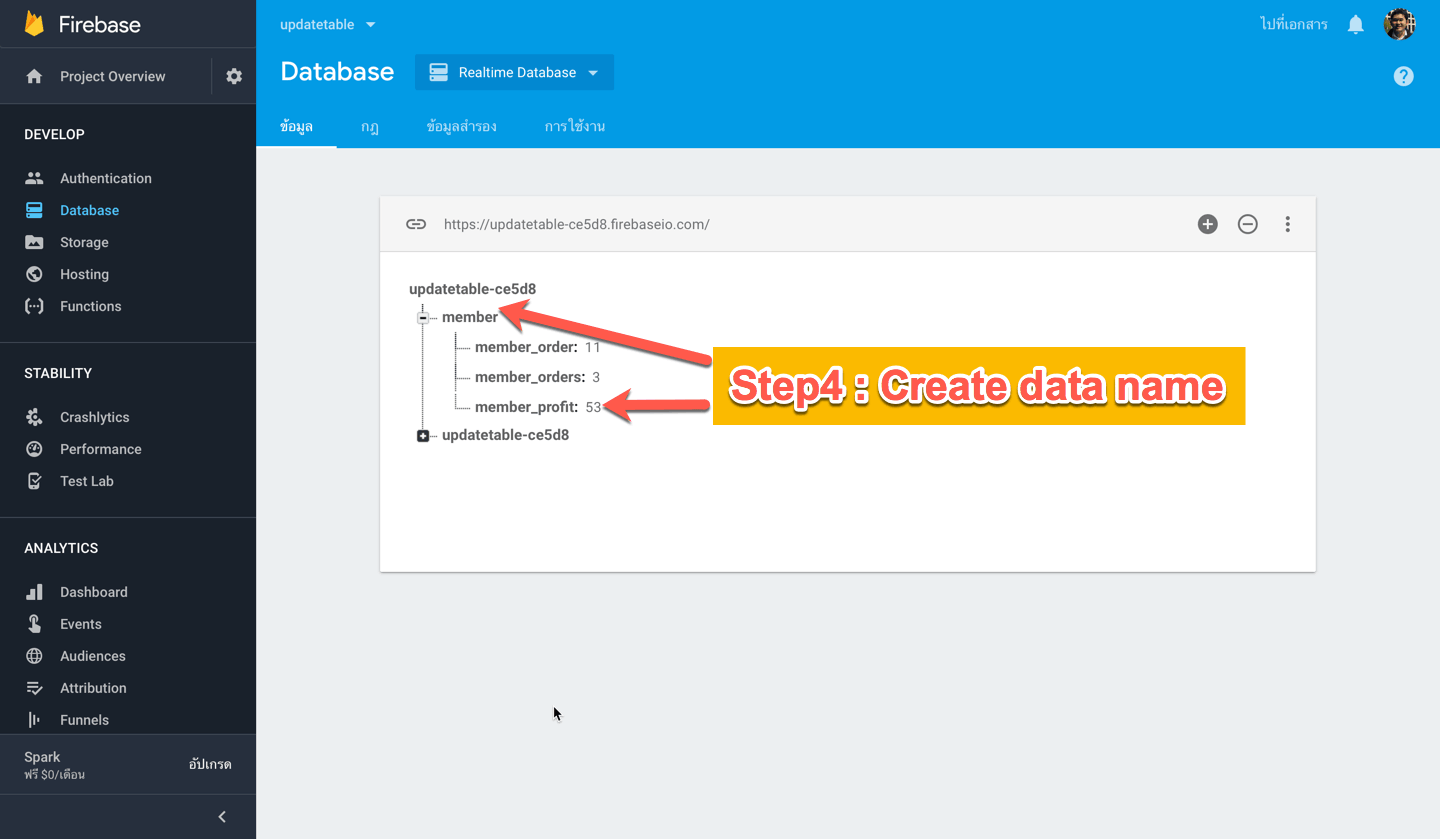 Firebase
updatetable
ไปที่เอกสาร
Project Overview
Database
Realtime Database
ข้อมูล
กฎ
ข้อมูลสำรอง
การใช้งาน
DEVELOP
Authentication
Database
Storage
Hosting
Functions
STABILITY
Crashlytics
Performance
Test Lab
ANALYTICS
Dashboard
Events
Audiences
Attribution
Funnels
Spark
ฟรี $0/เดือน
อัปเกรด
https://updatetable-ce5d8.firebaseio.com/
updatetable-ce5d8
member
member_order: 11
member_orders: 3
member_profit: 53
updatetable-ce5d8
Step4 : Create data name